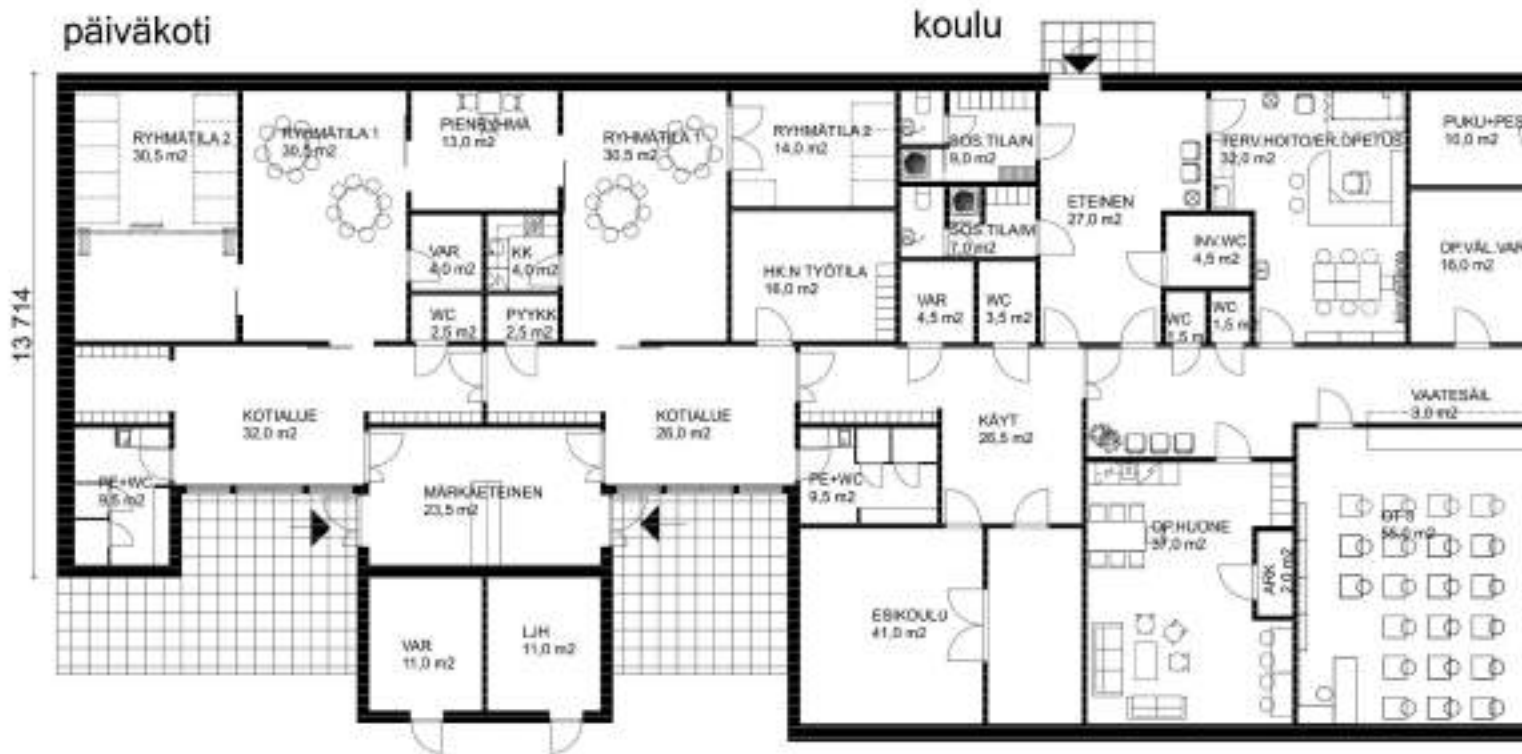 päiväkoti
koulu
RYHMÄTILA 2
30,5 m2
RYHMÄTILA 1
30,5 m2
PIENRYHMÄ
13,0 m2
RYHMÄTILA 1
30,5 m2
RYHMÄTILA 2
14,0 m2
SOS.TILA/N
9,0 m2
TERV.HOITO/ER.OPETUS
32,0 m2
PUKU+PES
10,0 m2
ETEINEN
27,0 m2
SOS.TILA/M
7,0 m2
VAR
4,0 m2
KK
4,0 m2
HK.N TYÖTILA
16,0 m2
INV.WC
4,5 m2
OP.VÄL.VAR
16,0 m2
WC
2,5 m2
PYYKK
2,5 m2
VAR
4,5 m2
WC
3,5 m2
WC
1,5 m
WC
1,5 m2
13 714
KOTIALUE
32,0 m2
KOTIALUE
26,0 m2
KÄYT
26,5 m2
VAATESÄIL
3,0 m2
PE+WC
9,5 m2
MÄRKÄETEINEN
23,5 m2
PE+WC
9,5 m2
OP.HUONE
37,0 m2
ARK
2,0 m2
OT 3
55,0 m2
ESIKOULU
41,0 m2
VAR
11,0 m2
LJH
11,0 m2